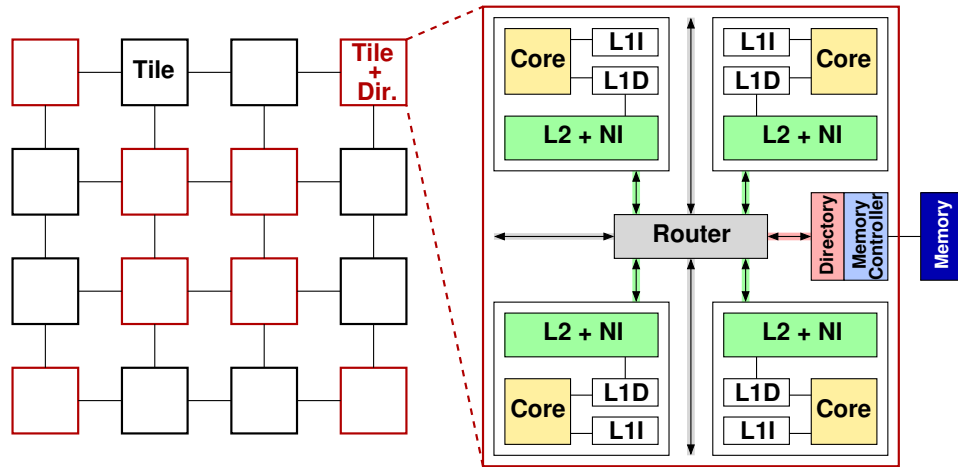 Tile
Tile
+
Dir.
Core
L1I
L1D
L2 + NI
L1I
L1D
Core
L2 + NI
Router
Directory
Memory
Controller
Memory
L2 + NI
Core
L1D
L1I
L2 + NI
L1D
L1I
Core